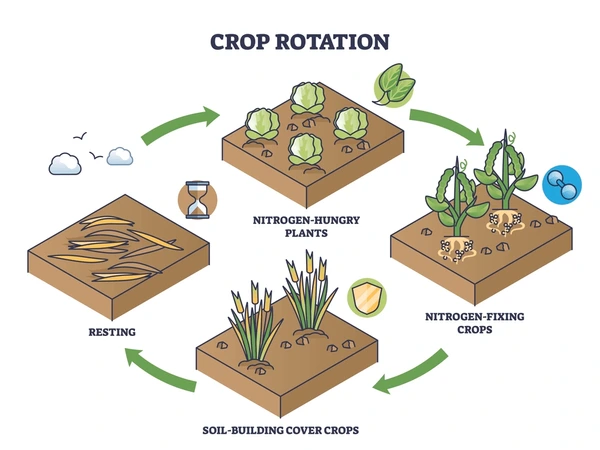 CROP ROTATION
NITROGEN-HUNGRY
PLANTS
NITROGEN-FIXING
CROPS
RESTING
SOIL-BUILDING COVER CROPS